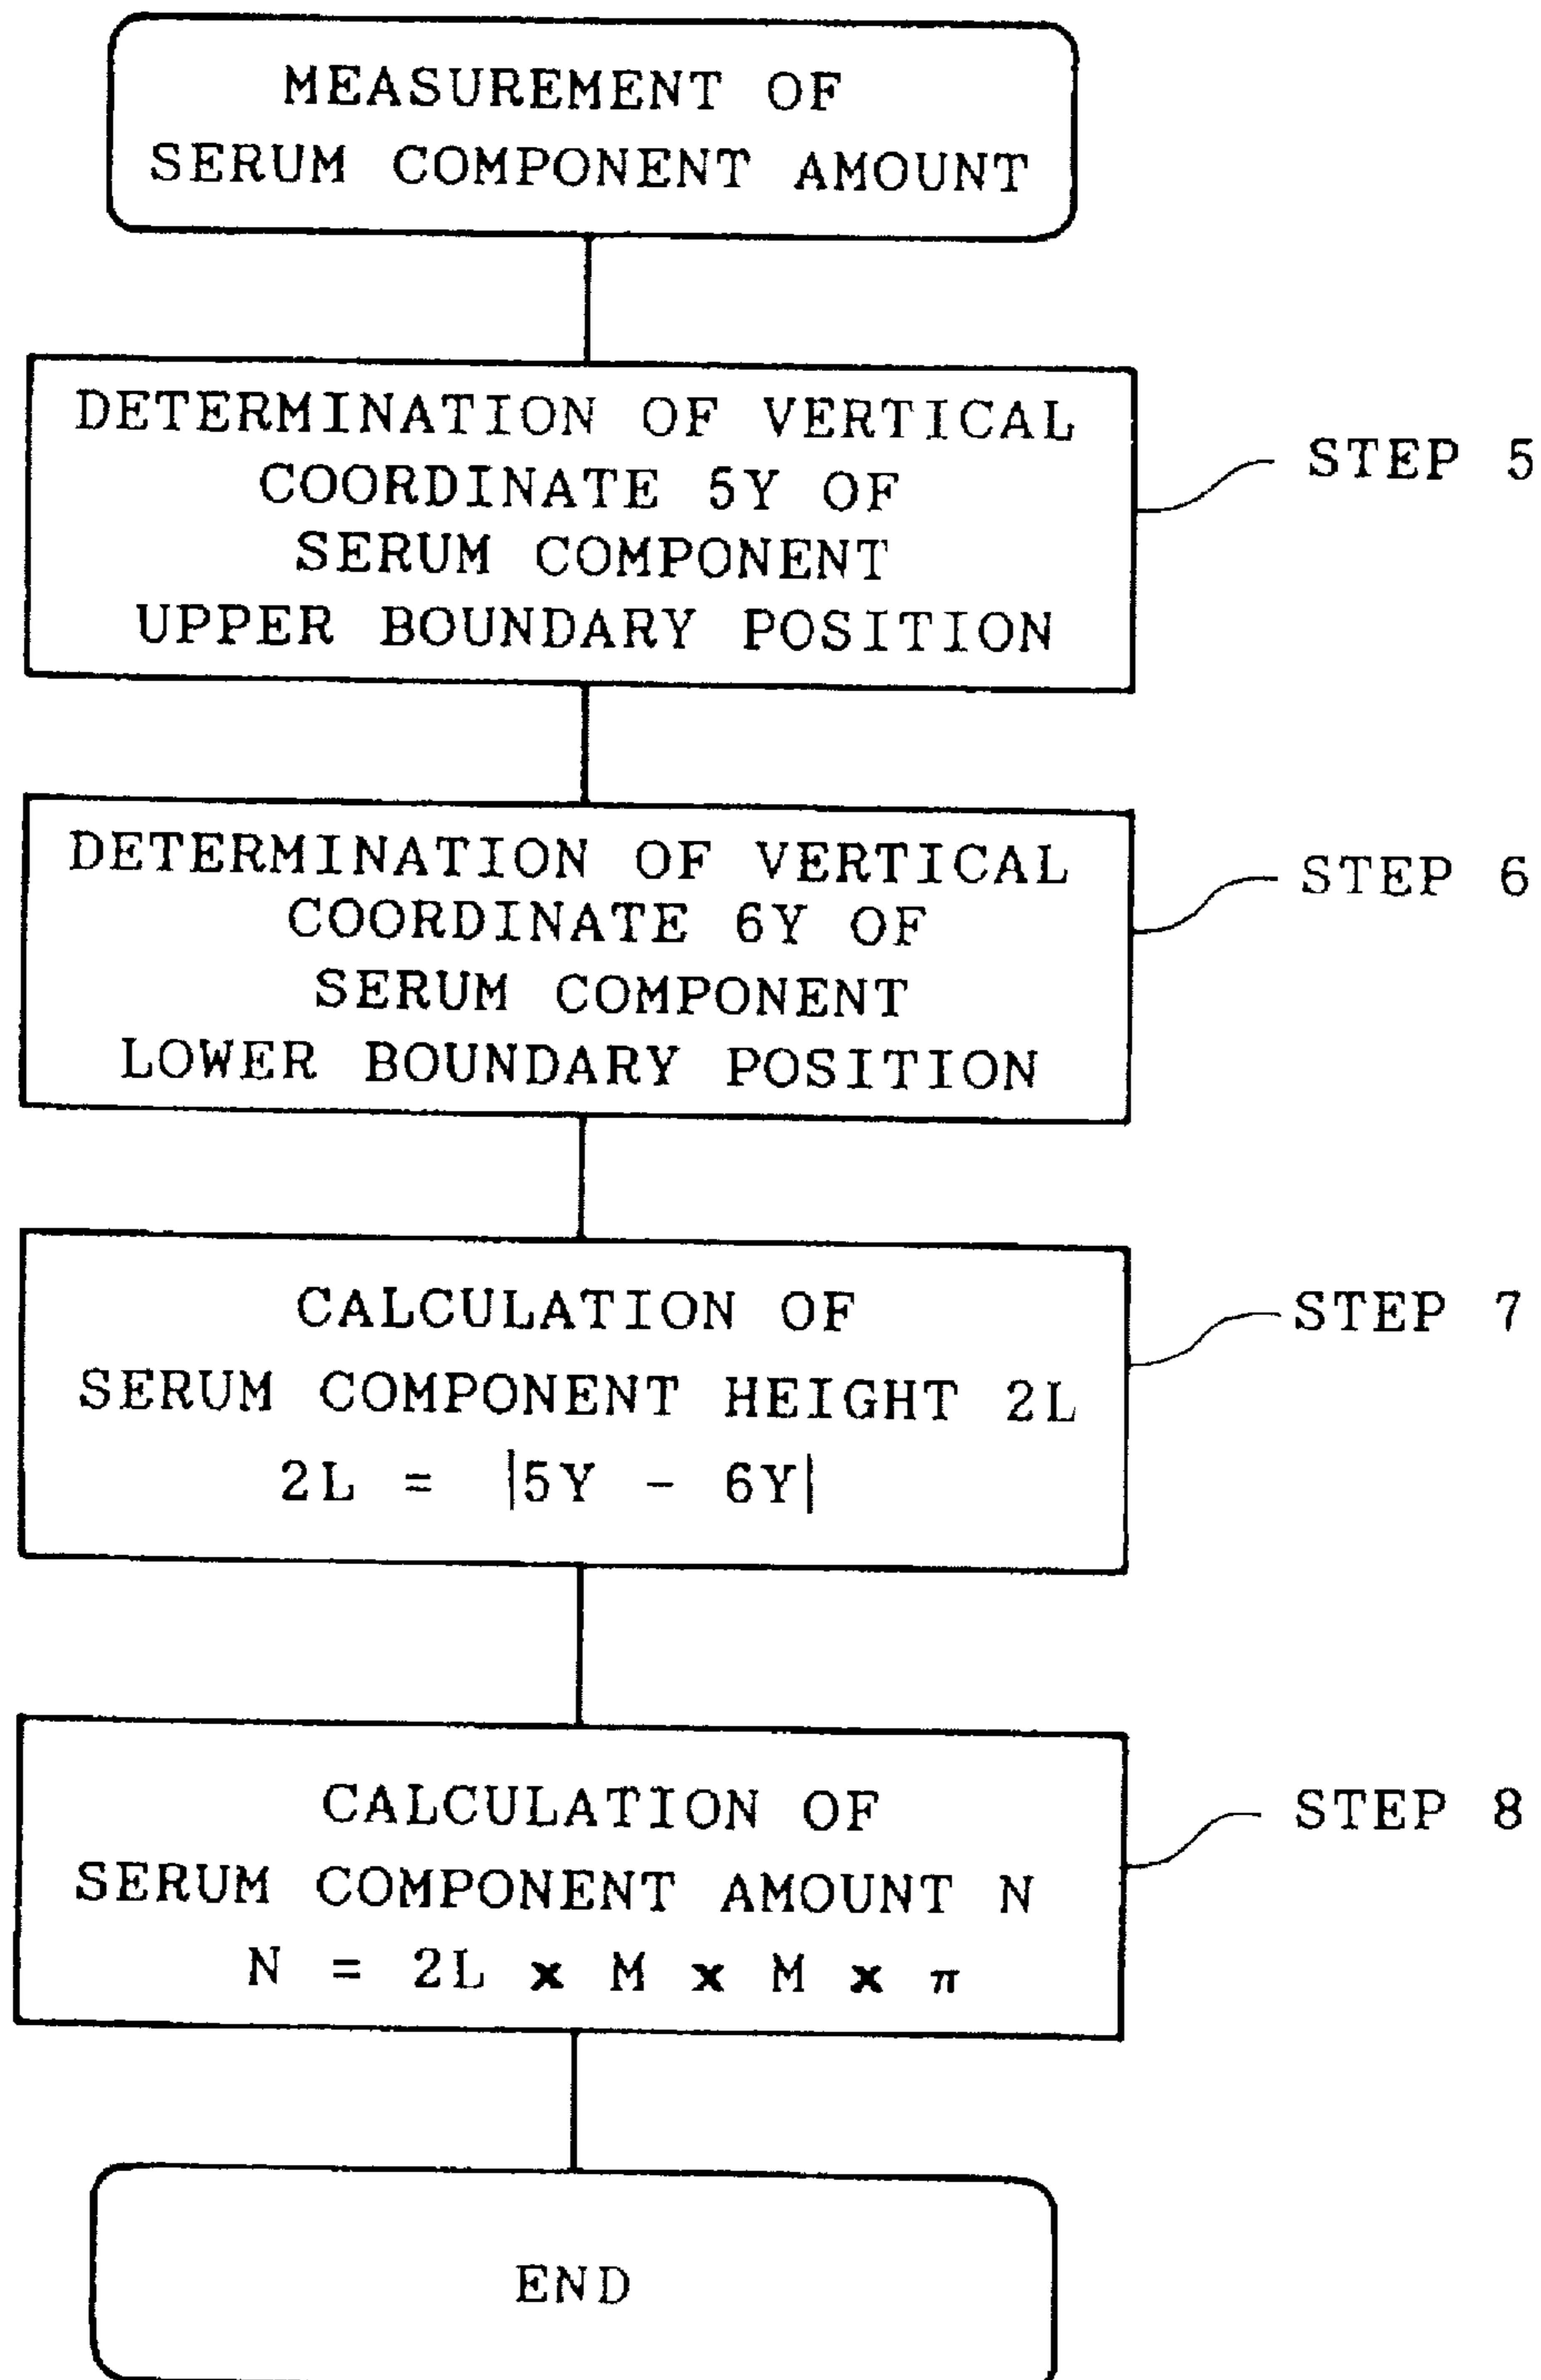 MEASUREMENT OF
SERUM COMPONENT AMOUNT
DETERMINATION OF VERTICAL
COORDINATE 5Y OF
SERUM COMPONENT
UPPER BOUNDARY POSITION
STEP 5
DETERMINATION OF VERTICAL
COORDINATE 6Y OF
SERUM COMPONENT
LOWER BOUNDARY POSITION
STEP 6
CALCULATION OF
SERUM COMPONENT HEIGHT 2L
2L = |5Y - 6Y|
STEP 7
CALCULATION OF
SERUM COMPONENT AMOUNT N
N = 2L × M × M × π
STEP 8
END